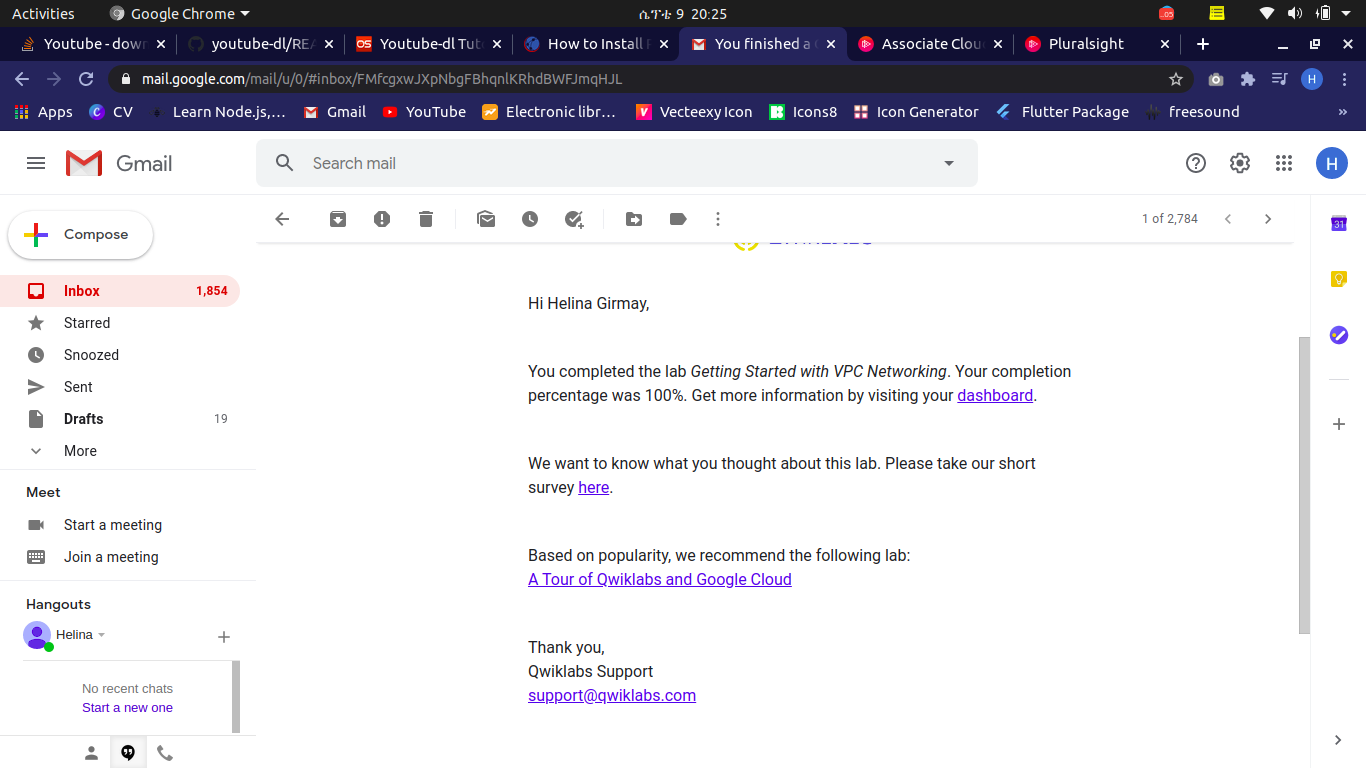 Activities
Google Chrome
ሴፕቴ 9 20:25
Youtube - dow
youtube-dl/REA
Youtube-dl Tut
How to Install
You finished a
Associate Clou
Pluralsight
mail.google.com/mail/u/0/#inbox/FMfcgxwJXpNbgFBhqnlKRhdBWFJmqHJL
H
Apps
CV
Learn Node.js,...
Gmail
YouTube
Electronic libr...
Vecteexy Icon
Icons8
Icon Generator
Flutter Package
freesound
»
Gmail
Search mail
H
Compose
1 of 2,784
31
Inbox 1,854
Starred
Snoozed
Sent
Drafts 19
More
Meet
Start a meeting
Join a meeting
Hangouts
Helina
No recent chats
Start a new one
Hi Helina Girmay,
You completed the lab Getting Started with VPC Networking. Your completion
percentage was 100%. Get more information by visiting your dashboard.
We want to know what you thought about this lab. Please take our short
survey here.
Based on popularity, we recommend the following lab:
A Tour of Qwiklabs and Google Cloud
Thank you,
Qwiklabs Support
support@qwiklabs.com